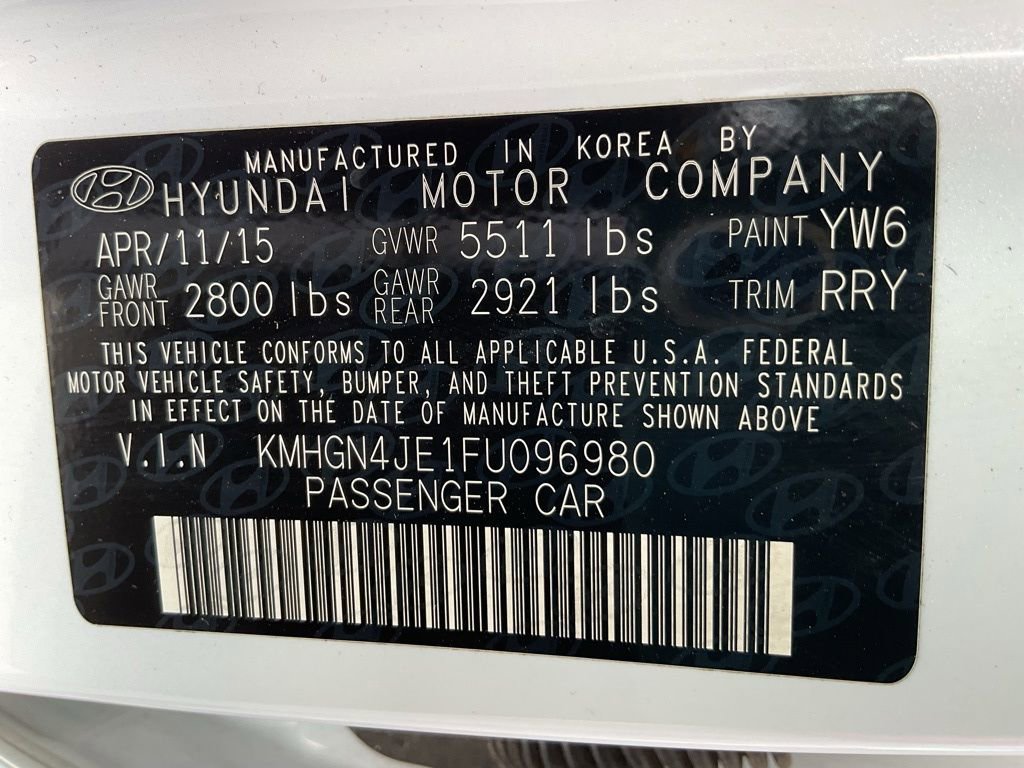 MANUFACTURED IN KOREA BY
HYUNDAI MOTOR COMPANY
APR/11/15 GVWR 5511 lbs PAINT YW6
GAWR FRONT 2800 lbs GAWR REAR 2921 lbs TRIM RRY
THIS VEHICLE CONFORMS TO ALL APPLICABLE U.S.A. FEDERAL
MOTOR VEHICLE SAFETY, BUMPER, AND THEFT PREVENTION STANDARDS
IN EFFECT ON THE DATE OF MANUFACTURE SHOWN ABOVE
V.I.N KMHGN4JE1FU096980
PASSENGER CAR